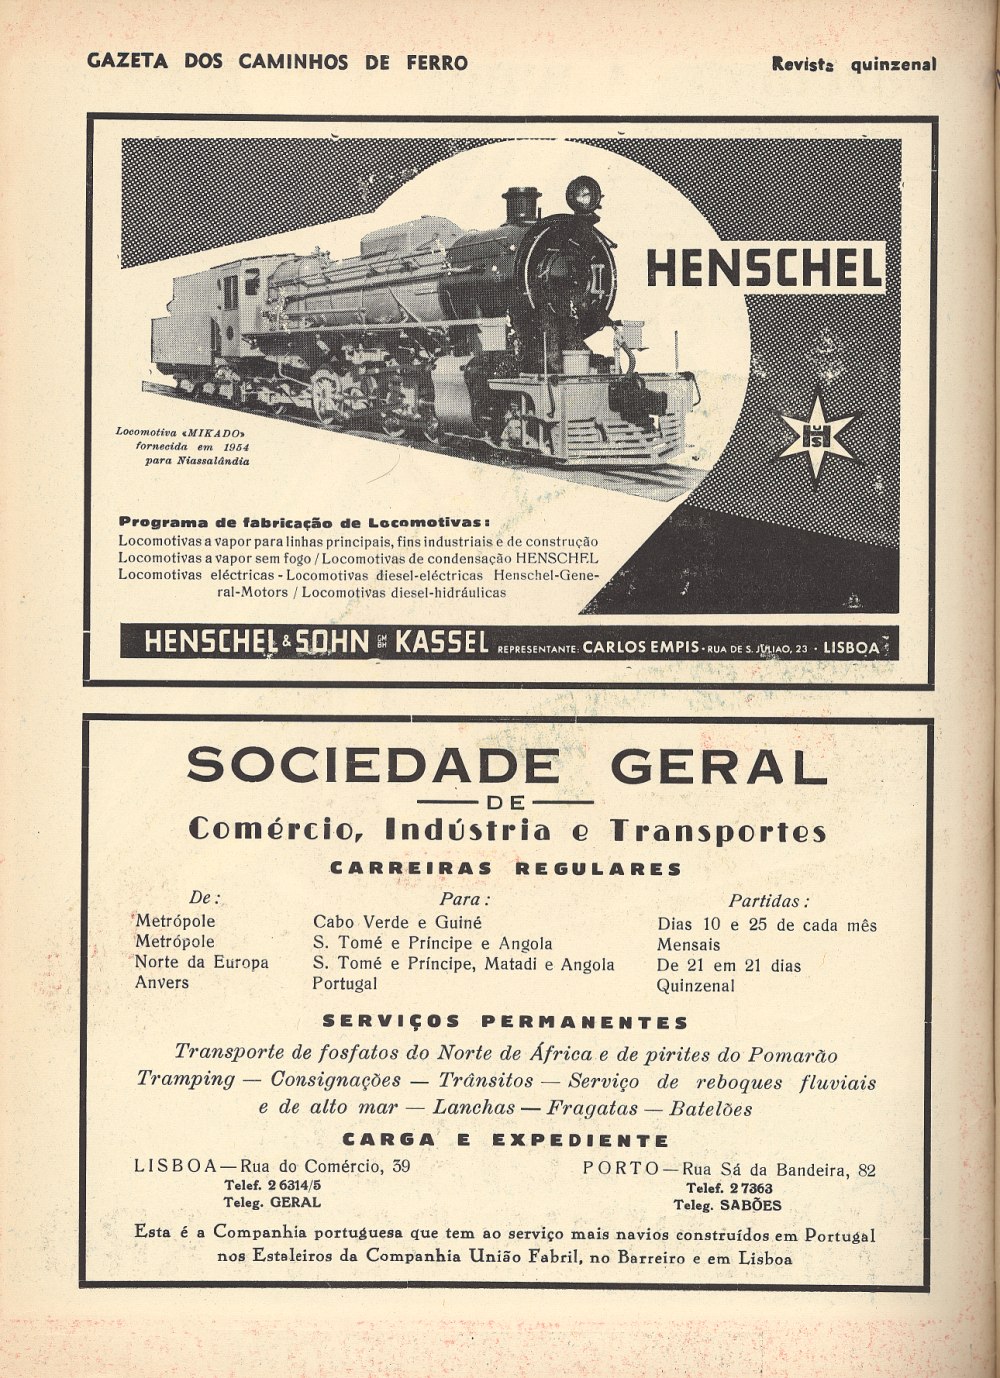 GAZETA DOS CAMINHOS DE FERRO
Revista quinzenal
HENSCHEL
HUS
Locomotiva «MIKADO»
fornecida em 1954
para Niassalândia
Programa de fabricação de Locomotivas:
Locomotivas a vapor para linhas principais, fins industriais e de construção
Locomotivas a vapor sem fogo / Locomotivas de condensação HENSCHEL
Locomotivas eléctricas - Locomotivas diesel-eléctricas Henschel-Gene-
ral-Motors / Locomotivas diesel-hidráulicas
HENSCHEL & SOHN GMBH KASSEL REPRESENTANTE: CARLOS EMPIS · RUA DE S. JULIAO, 23 · LISBOA
SOCIEDADE GERAL
— DE —
Comércio, Indústria e Transportes
CARREIRAS REGULARES
De: Para: Partidas:
Metrópole Cabo Verde e Guiné Dias 10 e 25 de cada mês
Metrópole S. Tomé e Príncipe e Angola Mensais
Norte da Europa S. Tomé e Príncipe, Matadi e Angola De 21 em 21 dias
Anvers Portugal Quinzenal
SERVIÇOS PERMANENTES
Transporte de fosfatos do Norte de África e de pirites do Pomarão
Tramping — Consignações — Trânsitos — Serviço de reboques fluviais
e de alto mar — Lanchas — Fragatas — Batelões
CARGA E EXPEDIENTE
LISBOA — Rua do Comércio, 39
Telef. 2 6314/5
Teleg. GERAL
PORTO — Rua Sá da Bandeira, 82
Telef. 2 7363
Teleg. SABÕES
Esta é a Companhia portuguesa que tem ao serviço mais navios construídos em Portugal
nos Estaleiros da Companhia União Fabril, no Barreiro e em Lisboa